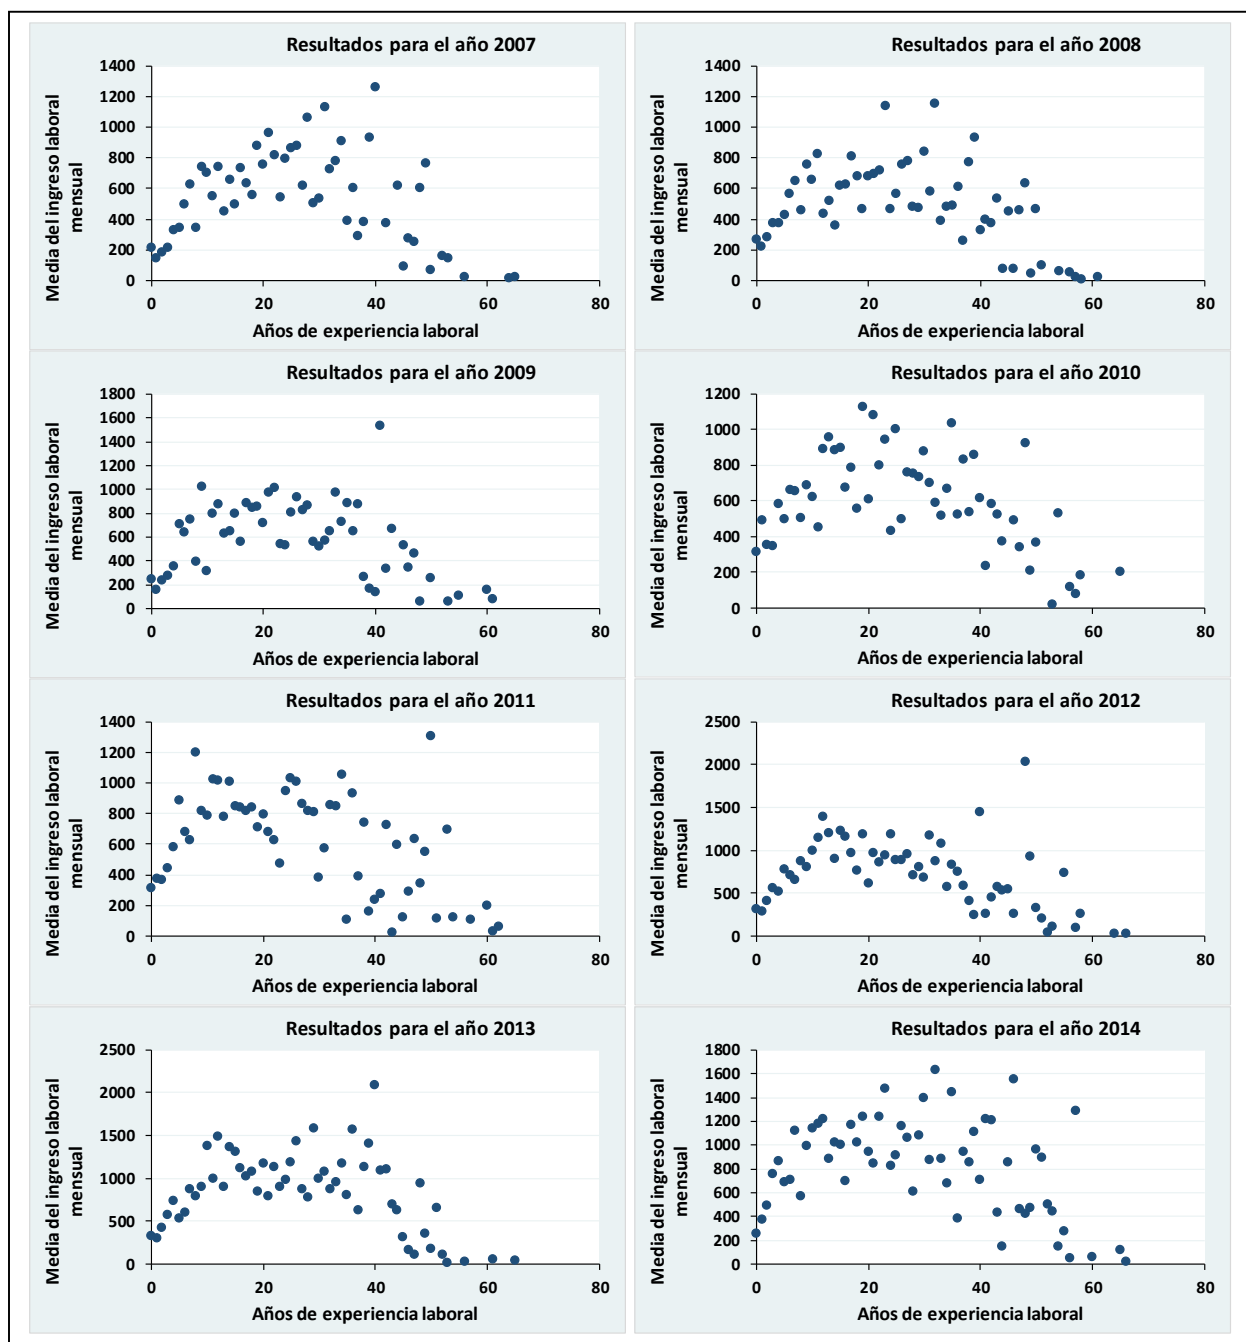 Resultados para el año 2007
Media del ingreso laboral
mensual
1400
1200
1000
800
600
400
200
0
0 20 40 60 80
Años de experiencia laboral
Resultados para el año 2008
Media del ingreso laboral
mensual
1400
1200
1000
800
600
400
200
0
0 20 40 60 80
Años de experiencia laboral
Resultados para el año 2009
Media del ingreso laboral
mensual
1800
1600
1400
1200
1000
800
600
400
200
0
0 20 40 60 80
Años de experiencia laboral
Resultados para el año 2010
Media del ingreso laboral
mensual
1200
1000
800
600
400
200
0
0 20 40 60 80
Años de experiencia laboral
Resultados para el año 2011
Media del ingreso laboral
mensual
1400
1200
1000
800
600
400
200
0
0 20 40 60 80
Años de experiencia laboral
Resultados para el año 2012
Media del ingreso laboral
mensual
2500
2000
1500
1000
500
0
0 20 40 60 80
Años de experiencia laboral
Resultados para el año 2013
Media del ingreso laboral
mensual
2500
2000
1500
1000
500
0
0 20 40 60 80
Años de experiencia laboral
Resultados para el año 2014
Media del ingreso laboral
mensual
1800
1600
1400
1200
1000
800
600
400
200
0
0 20 40 60 80
Años de experiencia laboral